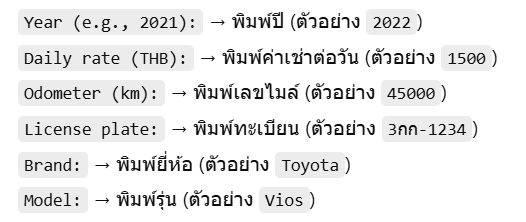 Year (e.g., 2021): → พิมพ์ปี (ตัวอย่าง 2022)
Daily rate (THB): → พิมพ์ค่าเช่าต่อวัน (ตัวอย่าง 1500)
Odometer (km): → พิมพ์เลขไมล์ (ตัวอย่าง 45000)
License plate: → พิมพ์ทะเบียน (ตัวอย่าง 3กก-1234)
Brand: → พิมพ์ยี่ห้อ (ตัวอย่าง Toyota)
Model: → พิมพ์รุ่น (ตัวอย่าง Vios)